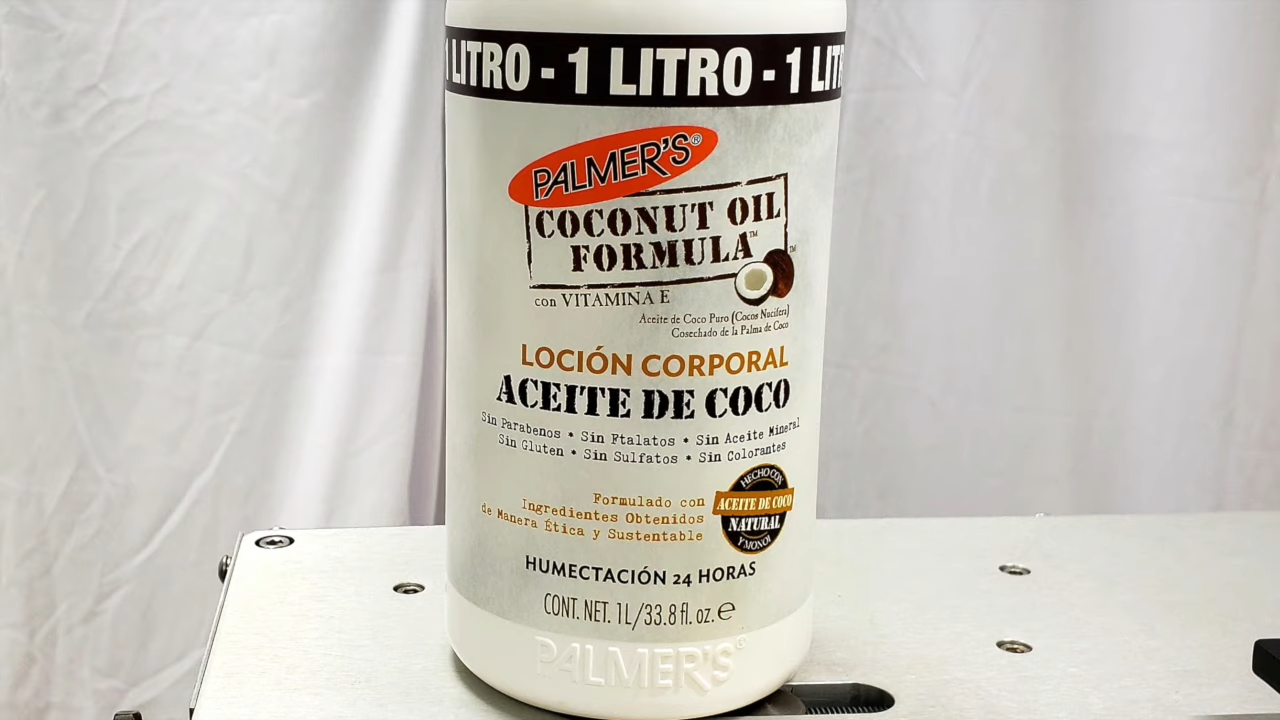 1 LITRO - 1 LITRO - 1 LIT
PALMER'S®
COCONUT OIL
FORMULA™
con VITAMINA E
Aceite de Coco Puro (Cocos Nucifera)
Cosechado de la Palma de Coco
LOCIÓN CORPORAL
ACEITE DE COCO
Sin Parabenos * Sin Ftalatos * Sin Aceite Mineral
Sin Gluten * Sin Sulfatos * Sin Colorantes
Formulado con
Ingredientes Obtenidos
de Manera Ética y Sustentable
HECHO CON
ACEITE DE COCO
NATURAL
Y MONOI
HUMECTACIÓN 24 HORAS
CONT. NET. 1L/33.8 fl. oz. ℮
PALMER'S®